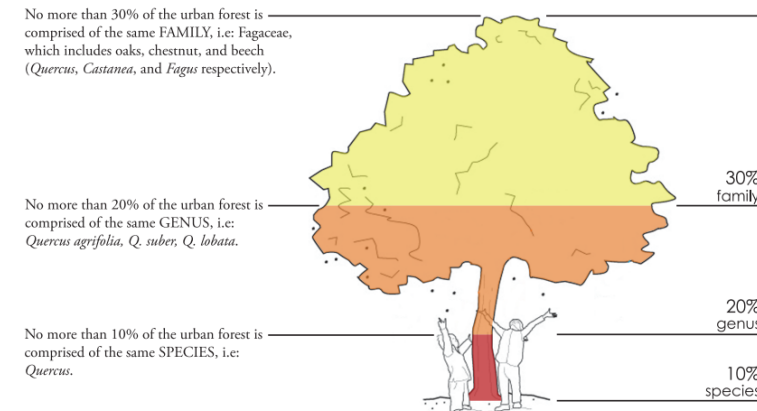 No more than 30% of the urban forest is
comprised of the same FAMILY, i.e: Fagaceae,
which includes oaks, chestnut, and beech
(Quercus, Castanea, and Fagus respectively).
30%
family
No more than 20% of the urban forest is
comprised of the same GENUS, i.e:
Quercus agrifolia, Q. suber, Q. lobata.
20%
genus
No more than 10% of the urban forest is
comprised of the same SPECIES, i.e:
Quercus.
10%
species